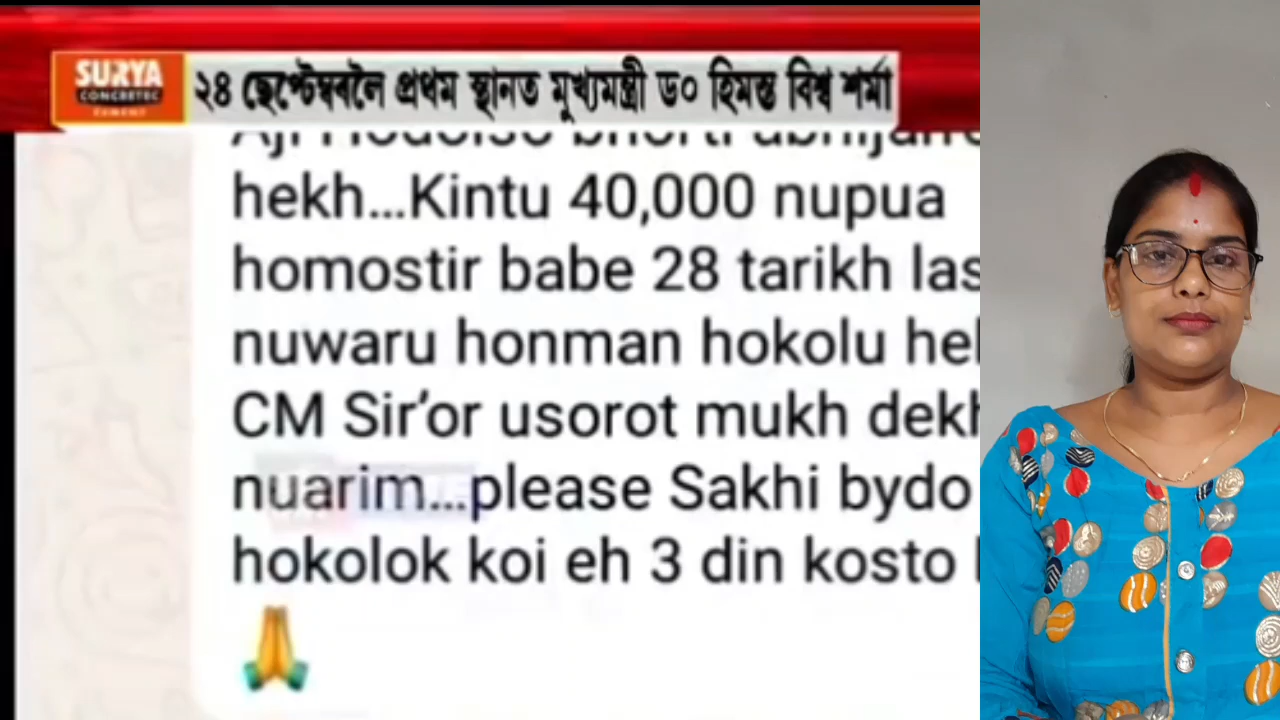 SURYA
CONCRETEC
CEMENT
২৪ ছেপ্টেম্বৰলৈ প্ৰথম স্থানত মুখ্যমন্ত্ৰী ড০ হিমন্ত বিশ্ব শৰ্মা
hekh...Kintu 40,000 nupua
homostir babe 28 tarikh las
nuwaru honman hokolu hel
CM Sir’or usorot mukh dekh
nuarim...please Sakhi bydo
hokolok koi eh 3 din kosto
🙏